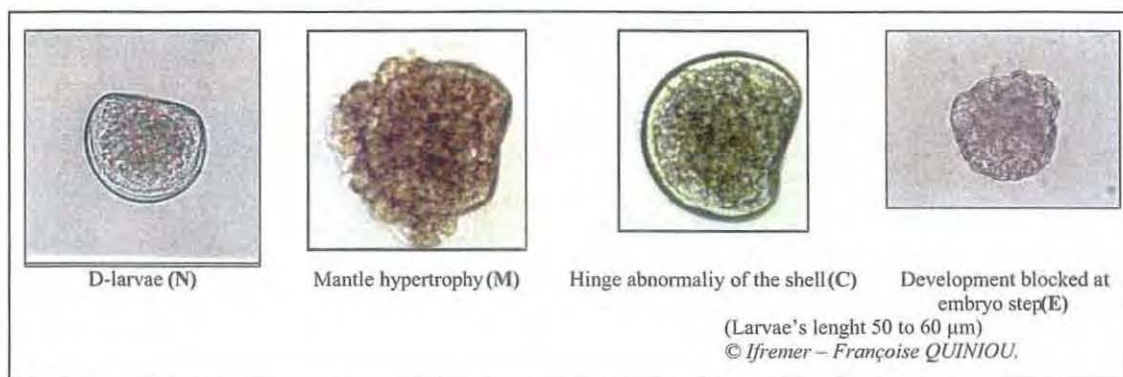 D-larvae (N)
Mantle hypertrophy (M)
Hinge abnormaliy of the shell (C)
Development blocked at
embryo step(E)
(Larvae's lenght 50 to 60 µm)
© Ifremer – Françoise QUINIOU.